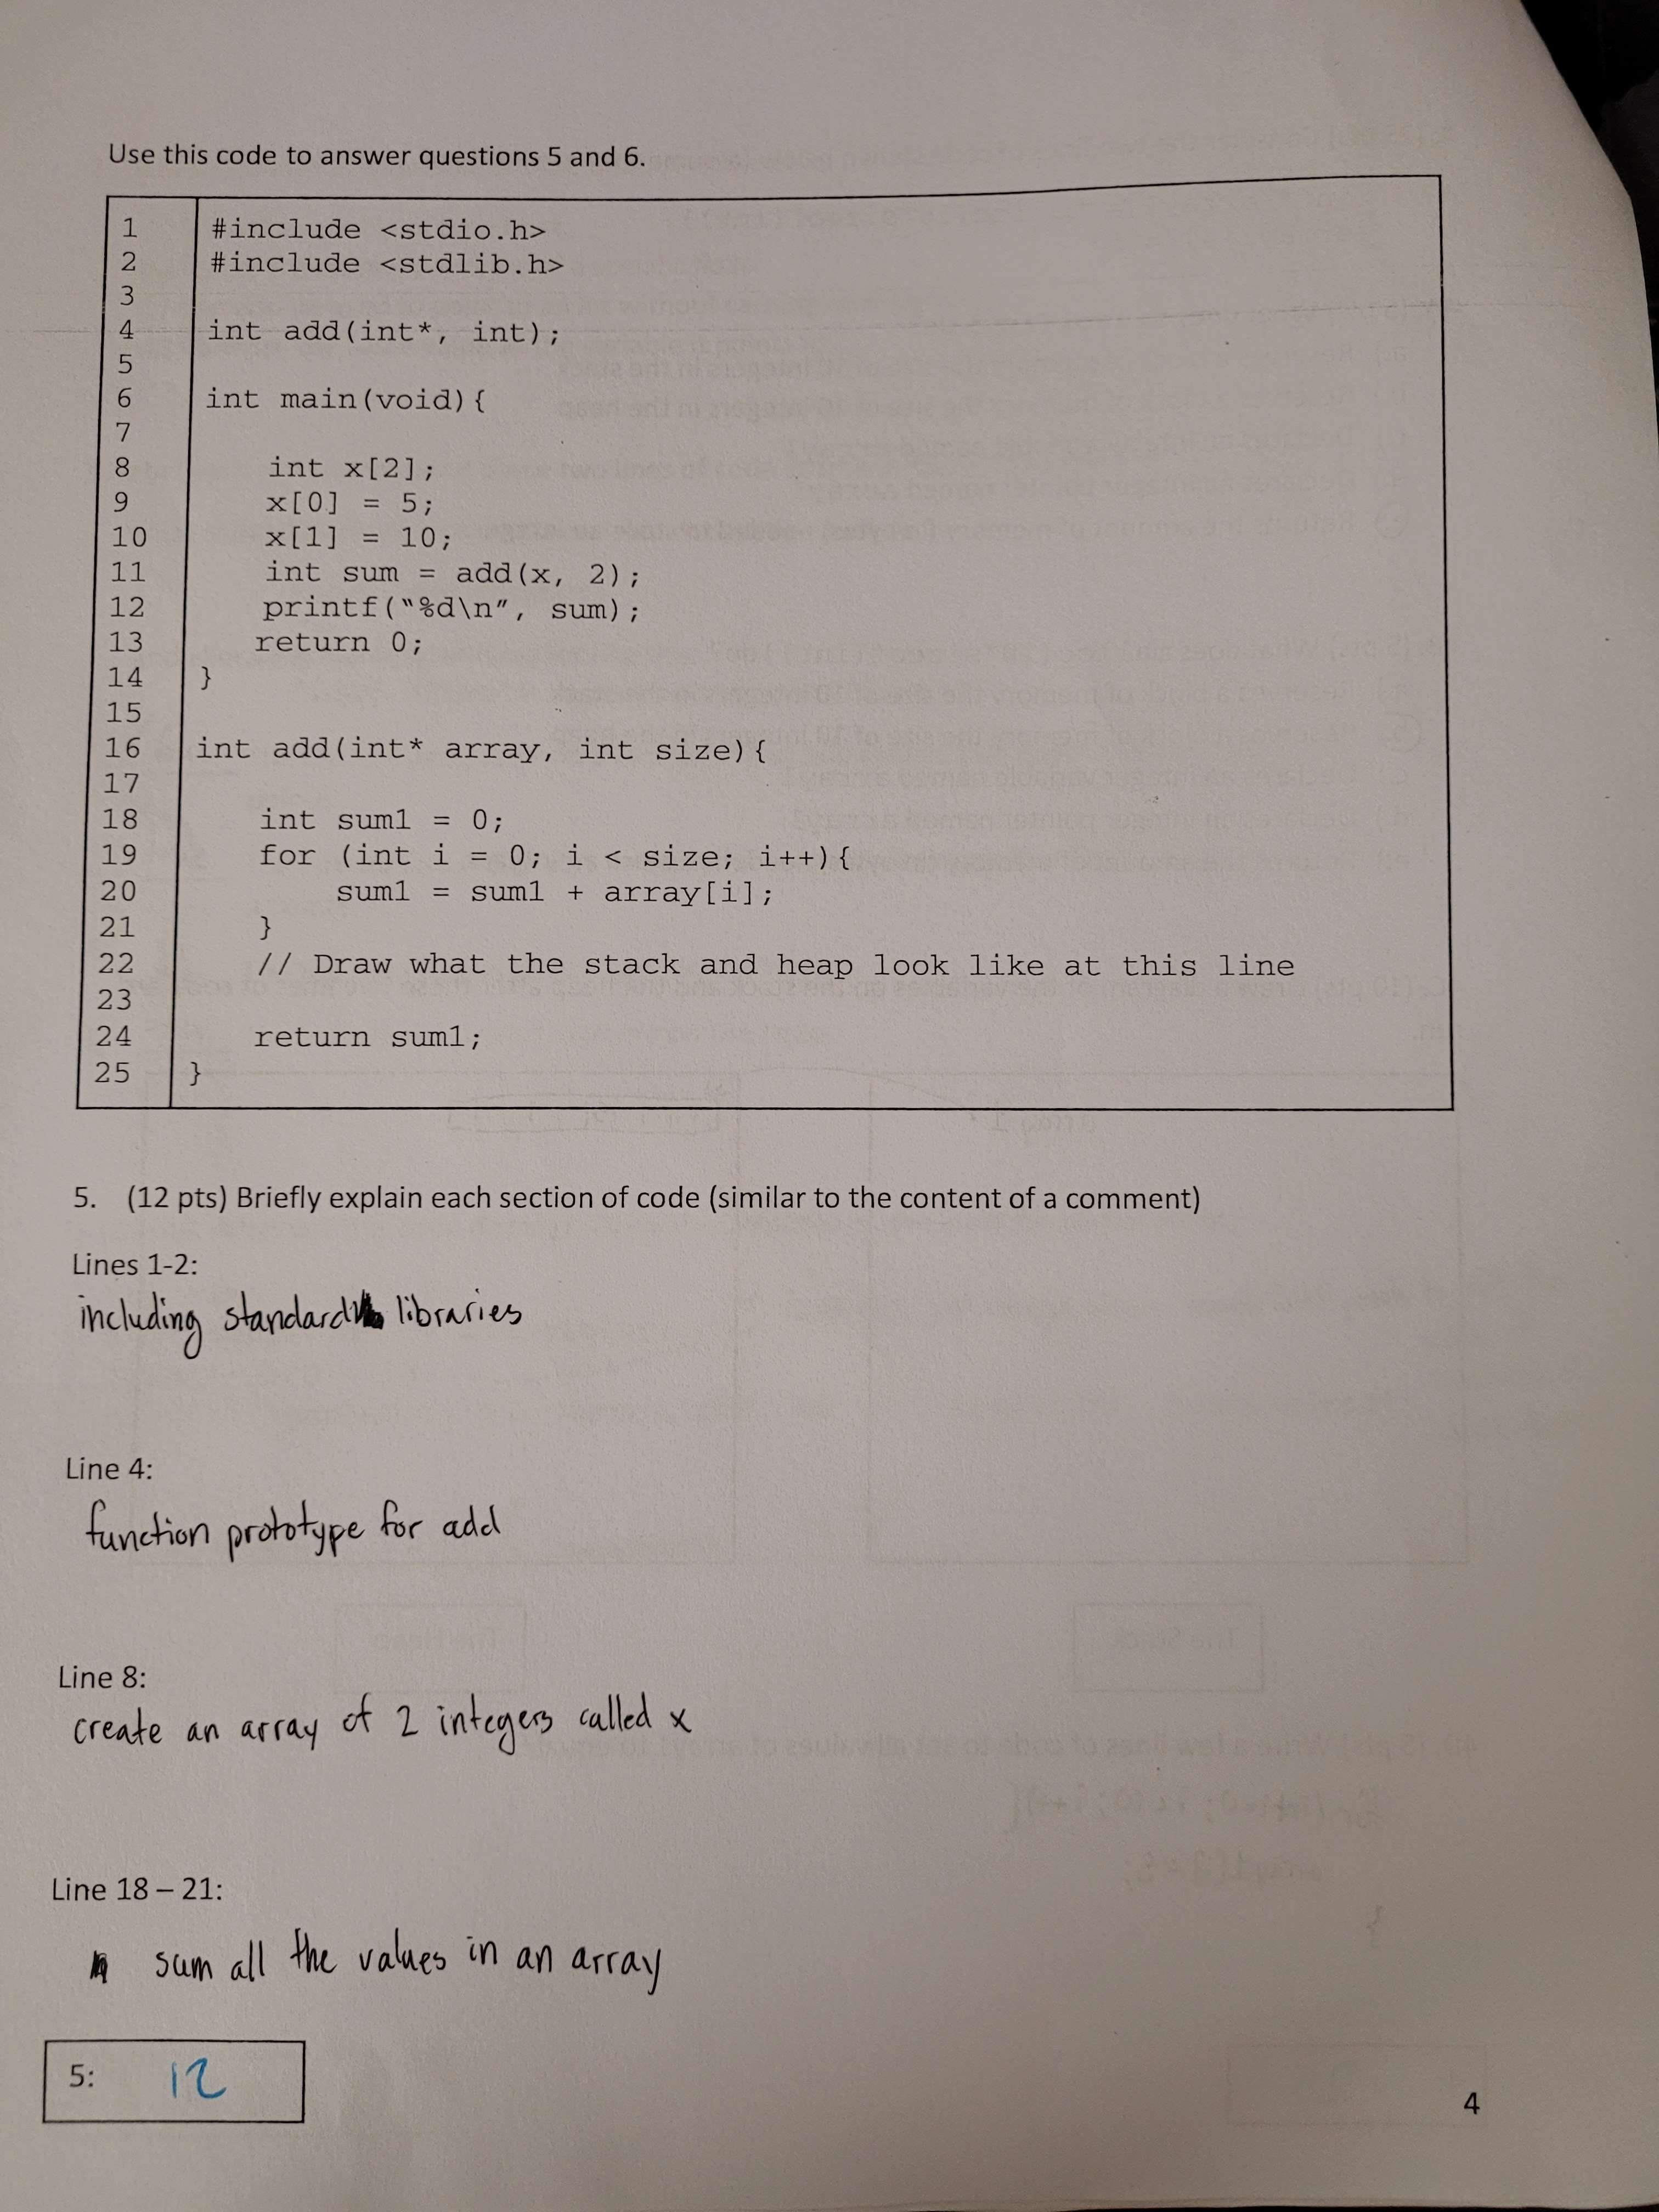 Use this code to answer questions 5 and 6.
1 #include <stdio.h>
2 #include <stdlib.h>
3
4 int add(int*, int);
5
6 int main(void){
7
8 int x[2];
9 x[0] = 5;
10 x[1] = 10;
11 int sum = add(x, 2);
12 printf(“%d\n”, sum);
13 return 0;
14 }
15
16 int add(int* array, int size){
17
18 int sum1 = 0;
19 for (int i = 0; i < size; i++){
20 sum1 = sum1 + array[i];
21 }
22 // Draw what the stack and heap look like at this line
23
24 return sum1;
25 }
5. (12 pts) Briefly explain each section of code (similar to the content of a comment)
Lines 1-2:
including standard libraries
Line 4:
function prototype for add
Line 8:
create an array of 2 integers called x
Line 18 – 21:
sum all the values in an array
5: 12
4